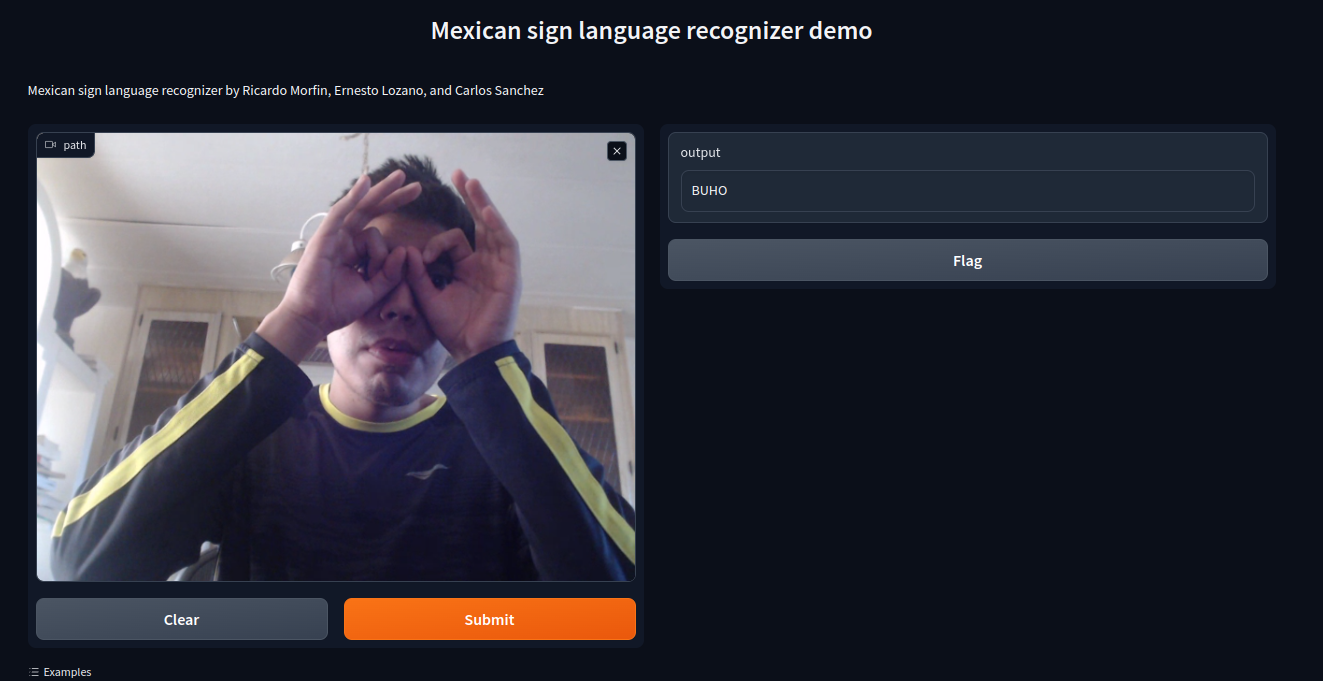 Mexican sign language recognizer demo
Mexican sign language recognizer by Ricardo Morfin, Ernesto Lozano, and Carlos Sanchez
path
output
BUHO
Flag
Clear
Submit
Examples